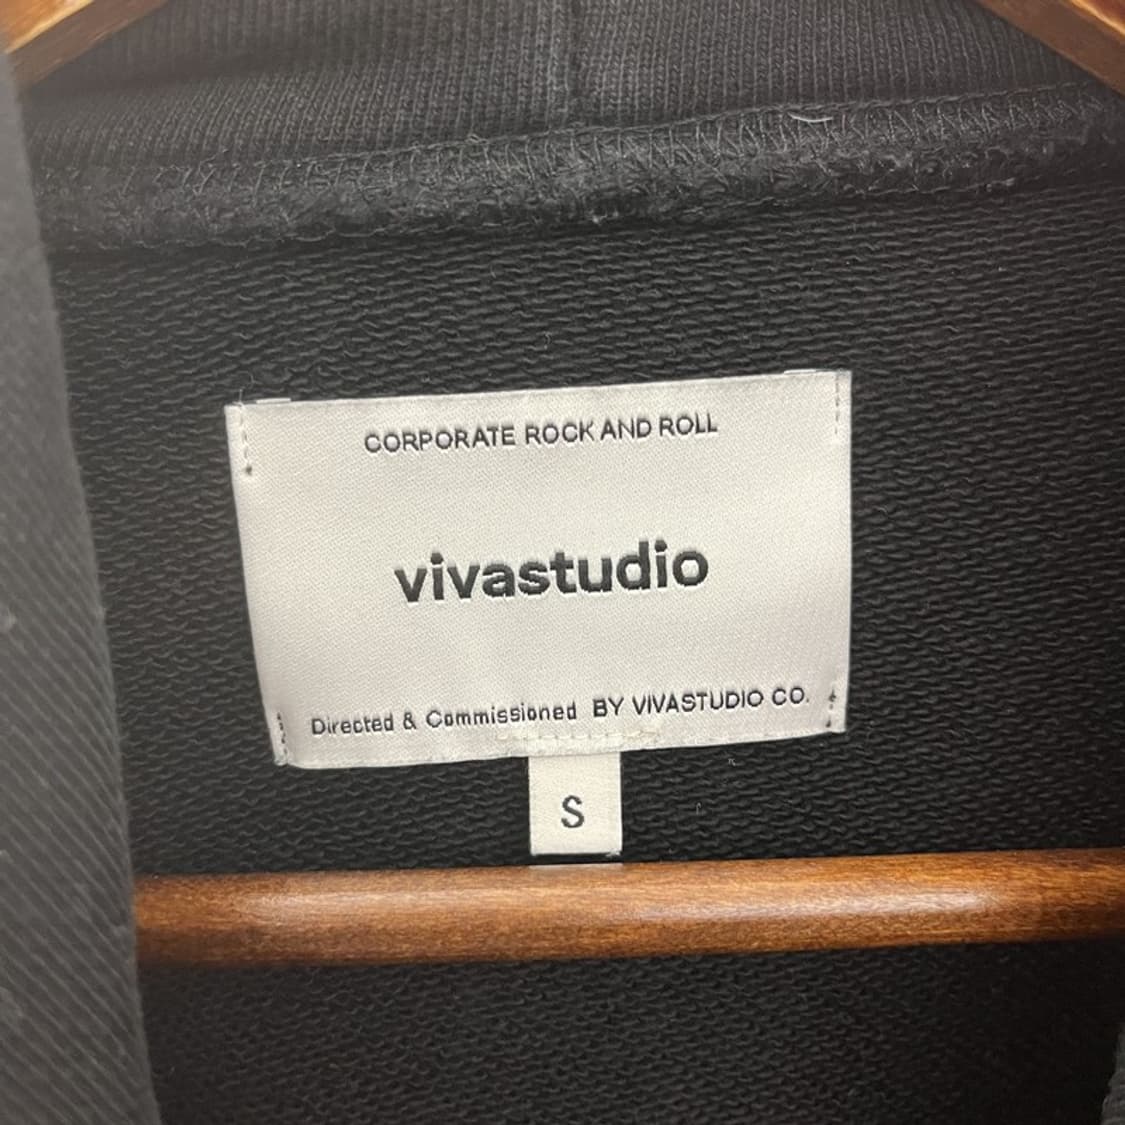 CORPORATE ROCK AND ROLL
vivastudio
Directed & Commissioned BY VIVASTUDIO CO.
S